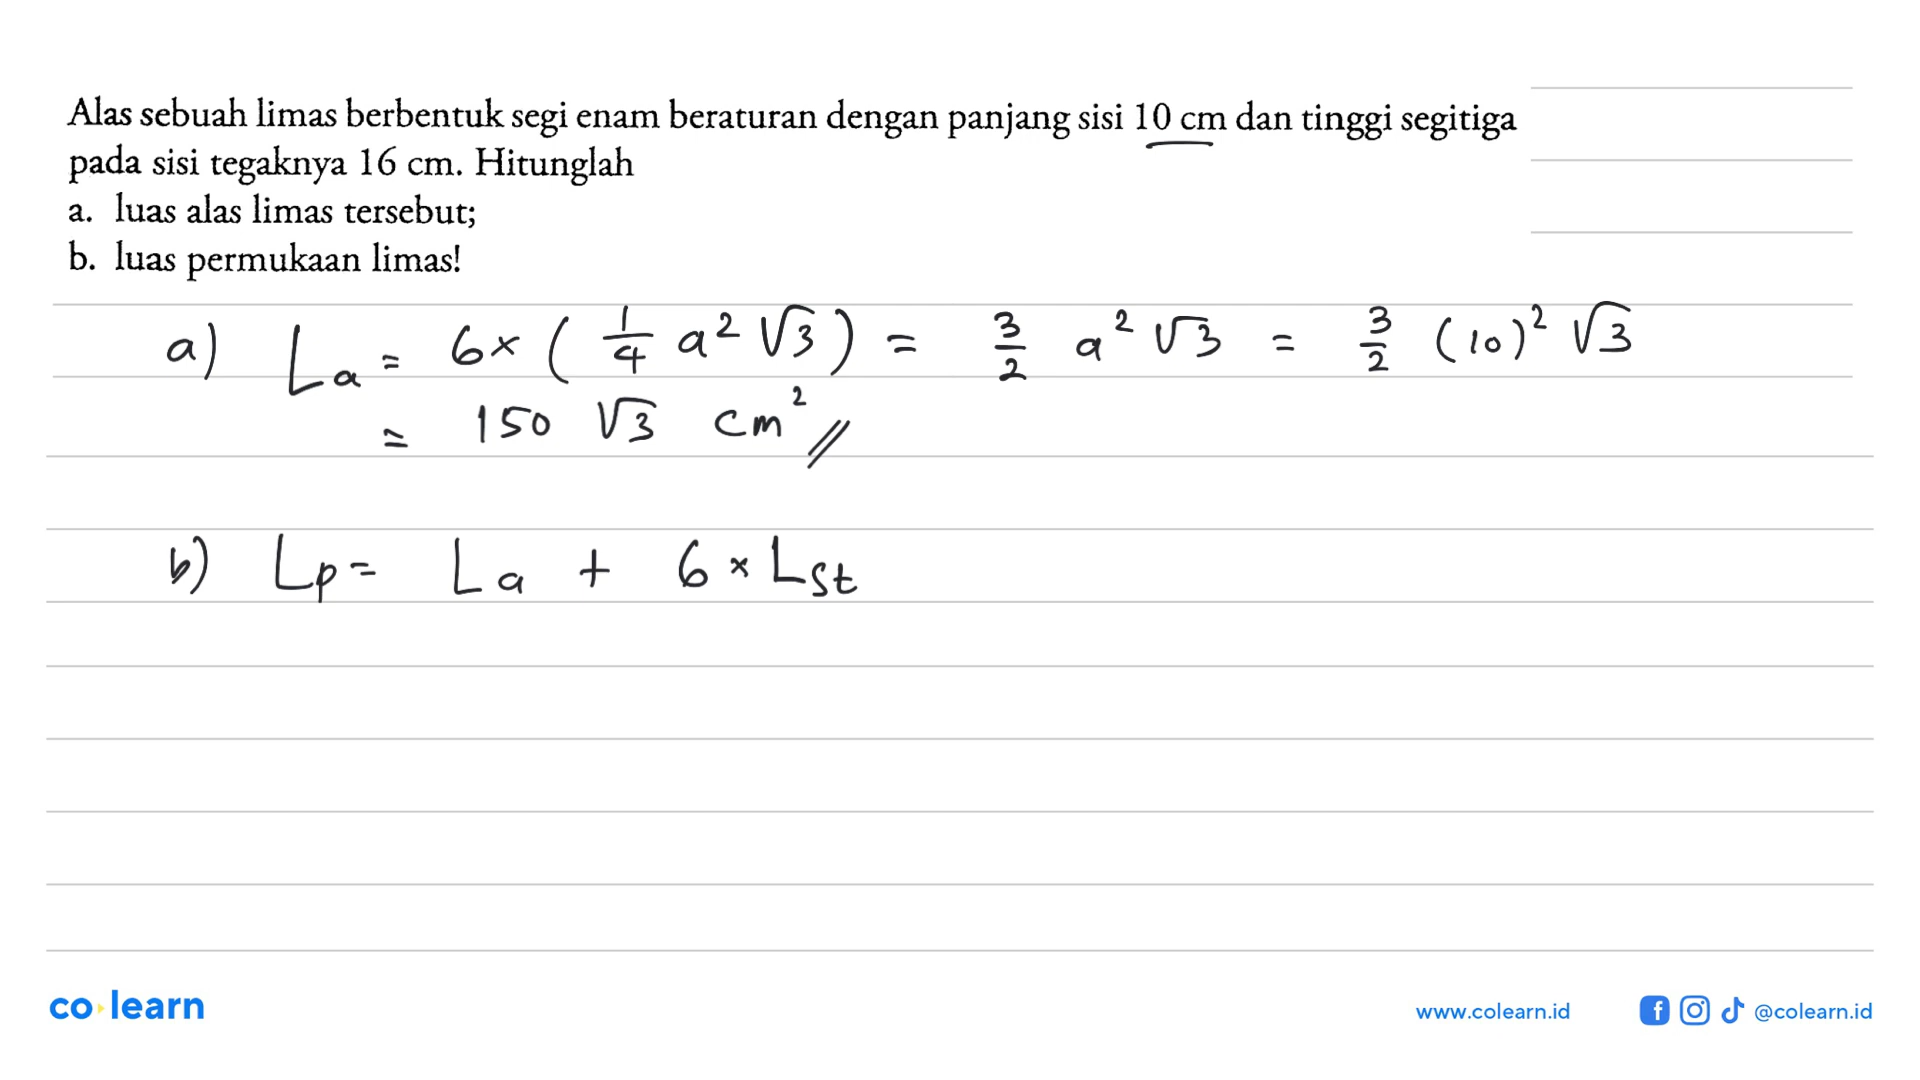 Alas sebuah limas berbentuk segi enam beraturan dengan panjang sisi 10 cm dan tinggi segitiga
pada sisi tegaknya 16 cm. Hitunglah
a. luas alas limas tersebut;
b. luas permukaan limas!
a) La = 6 × (1/4 a² √3) = 3/2 a² √3 = 3/2 (10)² √3
= 150 √3 cm² //
b) Lp = La + 6 × Lst
co learn
www.colearn.id
@colearn.id